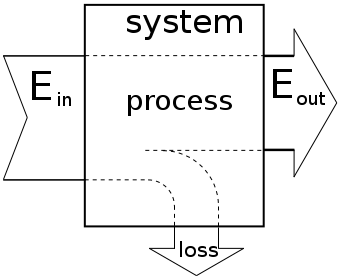 system
E in
process
E out
loss